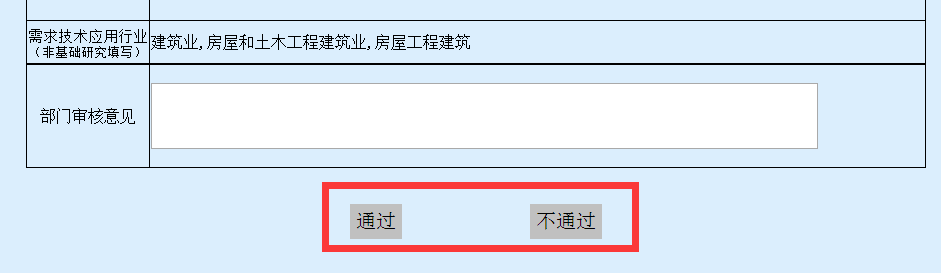 需求技术应用行业
（非基础研究填写）
建筑业,房屋和土木工程建筑业,房屋工程建筑
部门审核意见
通过
不通过